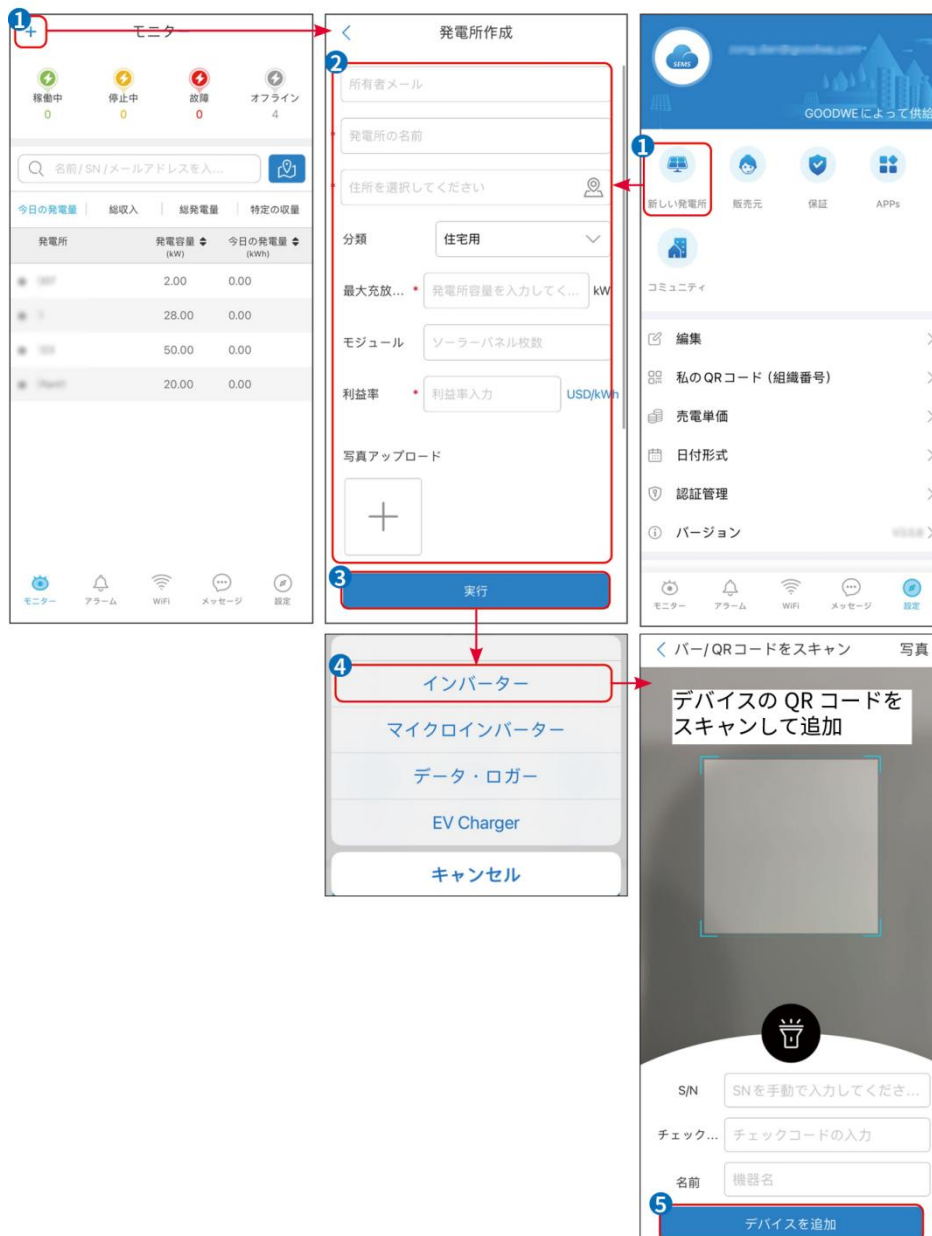 1
+
モニター
稼働中
0
停止中
0
故障
0
オフライン
4
名前/SN/メールアドレスを入...
今日の発電量
総収入
総発電量
特定の収量
発電所
発電容量
(kW)
今日の発電量
(kWh)
2.00 0.00
28.00 0.00
50.00 0.00
20.00 0.00
モニター
アラーム
WiFi
メッセージ
設定
発電所作成
2
所有者メール
* 発電所の名前
* 住所を選択してください
分類 住宅用
最大充放... * 発電所容量を入力してく... kW
モジュール ソーラーパネル枚数
利益率 * 利益率入力 USD/kWh
写真アップロード
3
実行
SEMS
GOODWEによって供給
1
新しい発電所
販売元
保証
APPs
コミュニティ
編集
私のQRコード (組織番号)
売電単価
日付形式
認証管理
バージョン
モニター
アラーム
WiFi
メッセージ
設定
4
インバーター
マイクロインバーター
データ・ロガー
EV Charger
キャンセル
バー/QRコードをスキャン 写真
デバイスの QR コードを
スキャンして追加
S/N SNを手動で入力してくださ...
チェック... チェックコードの入力
名前 機器名
5
デバイスを追加